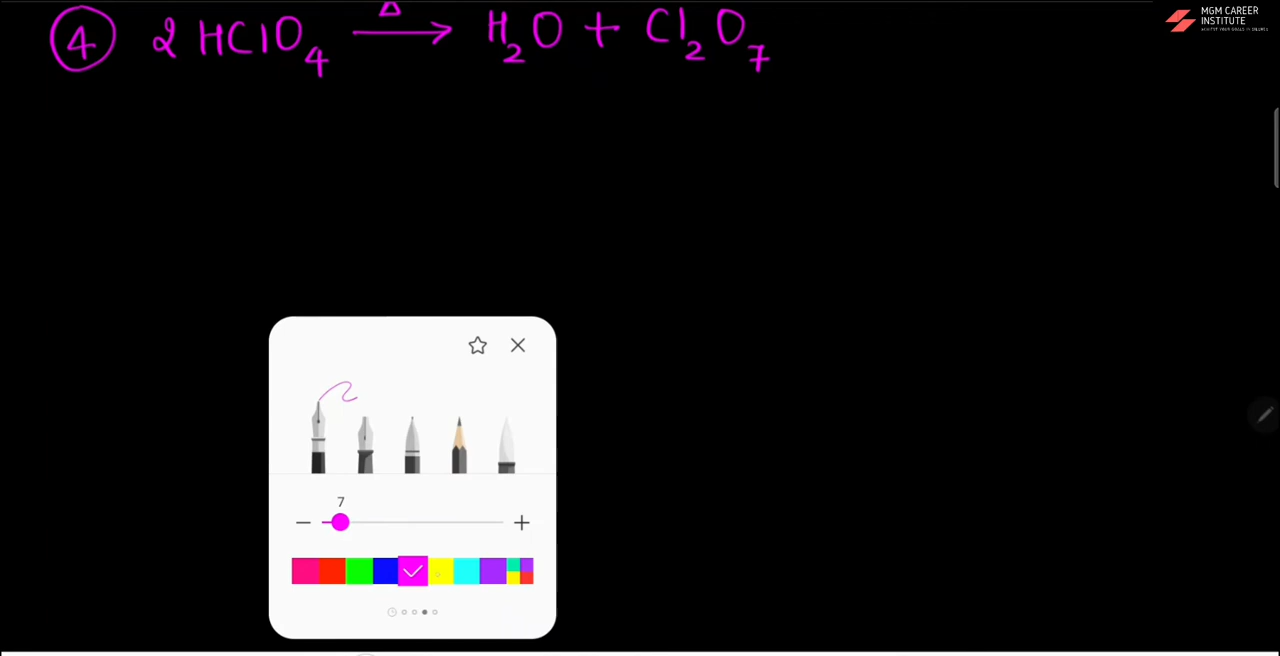 ④ 2 HClO₄ —Δ→ H₂O + Cl₂O₇
MGM CAREER
INSTITUTE
7